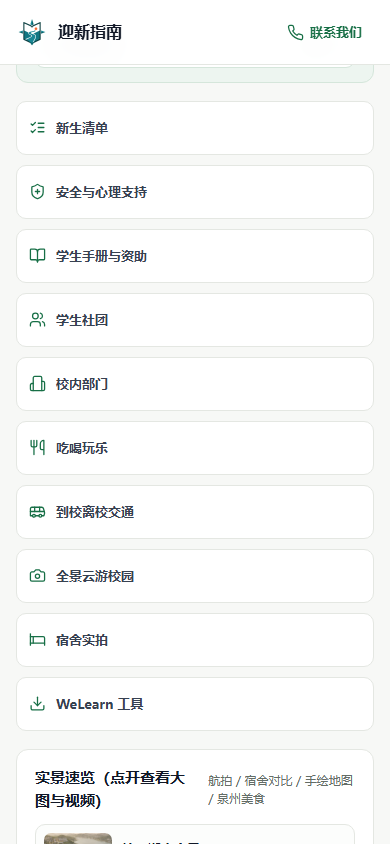 迎新指南
联系我们
新生清单
安全与心理支持
学生手册与资助
学生社团
校内部门
吃喝玩乐
到校离校交通
全景云游校园
宿舍实拍
WeLearn 工具
实景速览（点开查看大
图与视频）
航拍 / 宿舍对比 / 手绘地图
/ 泉州美食